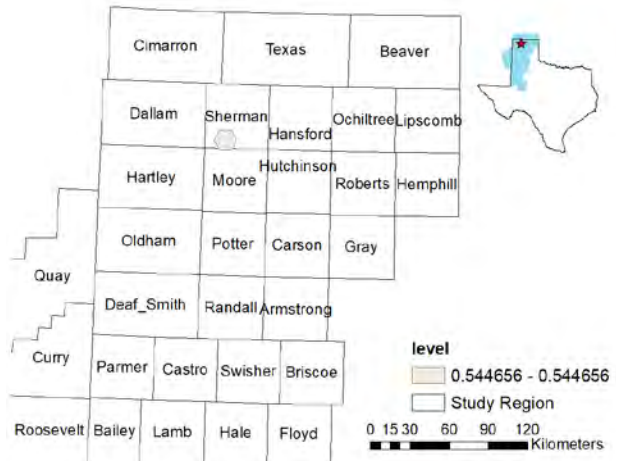 Cimarron Texas Beaver
Dallam Sherman Hansford Ochiltree Lipscomb
Hartley Moore Hutchinson Roberts Hemphill
Oldham Potter Carson Gray
Quay
Deaf_Smith Randall Armstrong
Curry Parmer Castro Swisher Briscoe
Roosevelt Bailey Lamb Hale Floyd
level
0.544656 - 0.544656
Study Region
0 15 30 60 90 120
Kilometers